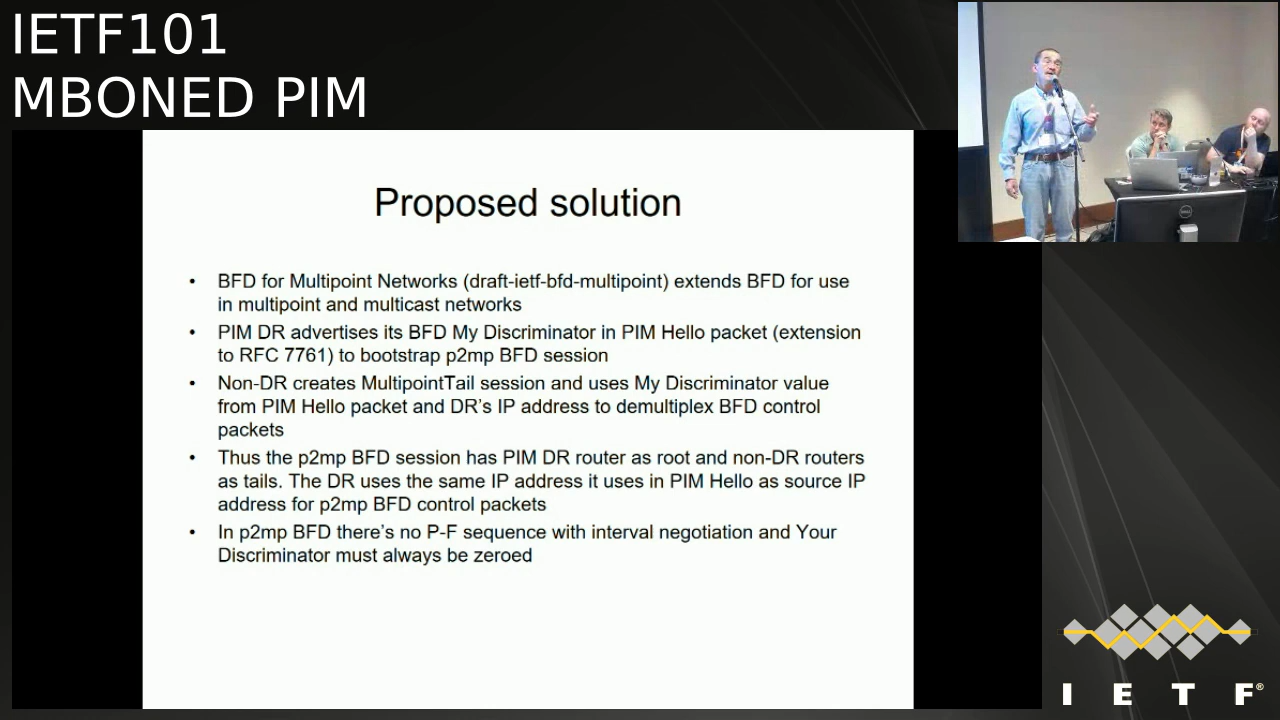 IETF101
MBONED PIM
Proposed solution
• BFD for Multipoint Networks (draft-ietf-bfd-multipoint) extends BFD for use
in multipoint and multicast networks
• PIM DR advertises its BFD My Discriminator in PIM Hello packet (extension
to RFC 7761) to bootstrap p2mp BFD session
• Non-DR creates MultipointTail session and uses My Discriminator value
from PIM Hello packet and DR’s IP address to demultiplex BFD control
packets
• Thus the p2mp BFD session has PIM DR router as root and non-DR routers
as tails. The DR uses the same IP address it uses in PIM Hello as source IP
address for p2mp BFD control packets
• In p2mp BFD there’s no P-F sequence with interval negotiation and Your
Discriminator must always be zeroed
DELL
I E T F®